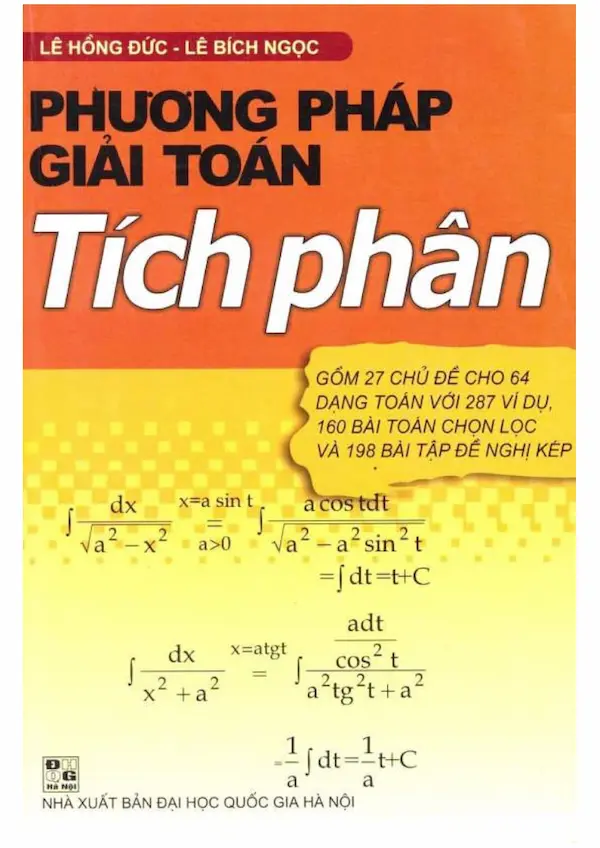 LÊ HỒNG ĐỨC - LÊ BÍCH NGỌC
PHƯƠNG PHÁP
GIẢI TOÁN
Tích phân
GỒM 27 CHỦ ĐỀ CHO 64
DẠNG TOÁN VỚI 287 VÍ DỤ,
160 BÀI TOÁN CHỌN LỌC
VÀ 198 BÀI TẬP ĐỀ NGHỊ KÉP
∫ dx / √(a² − x²) x=a sin t = a>0 ∫ a cos tdt / √(a² − a² sin² t)
=∫dt=t+C
∫ dx / (x² + a²) x=atgt = ∫ (adt / cos² t) / (a²tg²t + a²)
= 1/a ∫dt = 1/a t+C
ĐH
QG
Hà Nội
NHÀ XUẤT BẢN ĐẠI HỌC QUỐC GIA HÀ NỘI